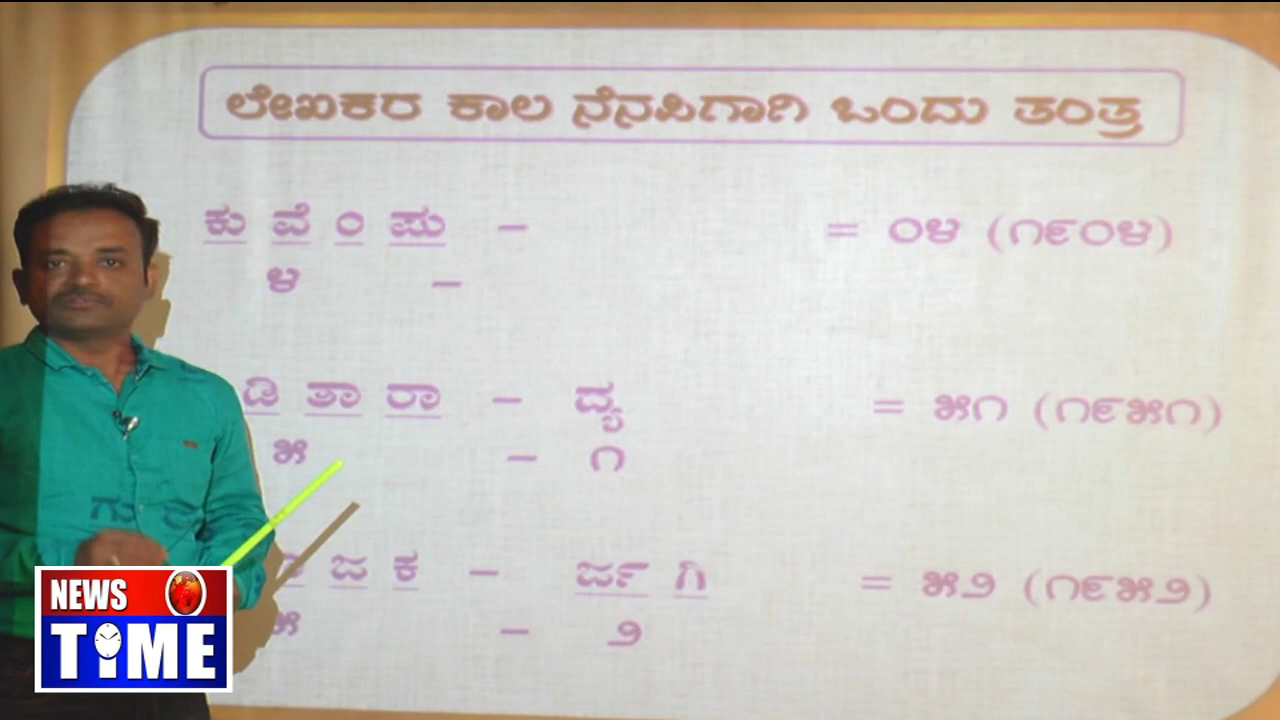 ಲೇಖಕರ ಕಾಲ ನೆನಪಿಗಾಗಿ ಒಂದು ತಂತ್ರ
ಕು ವೆ ಂ ಪು – = ೦೪ (೧೯೦೪)
೪ –
ಡಿ ತಾ ರಾ – ದ್ಯ = ೫೧ (೧೯೫೧)
೫ – ೧
ಗು ರು
ಜ ಕ – ರ್ಜ ಗಿ = ೫೨ (೧೯೫೨)
೫ – ೨
NEWS
TIME